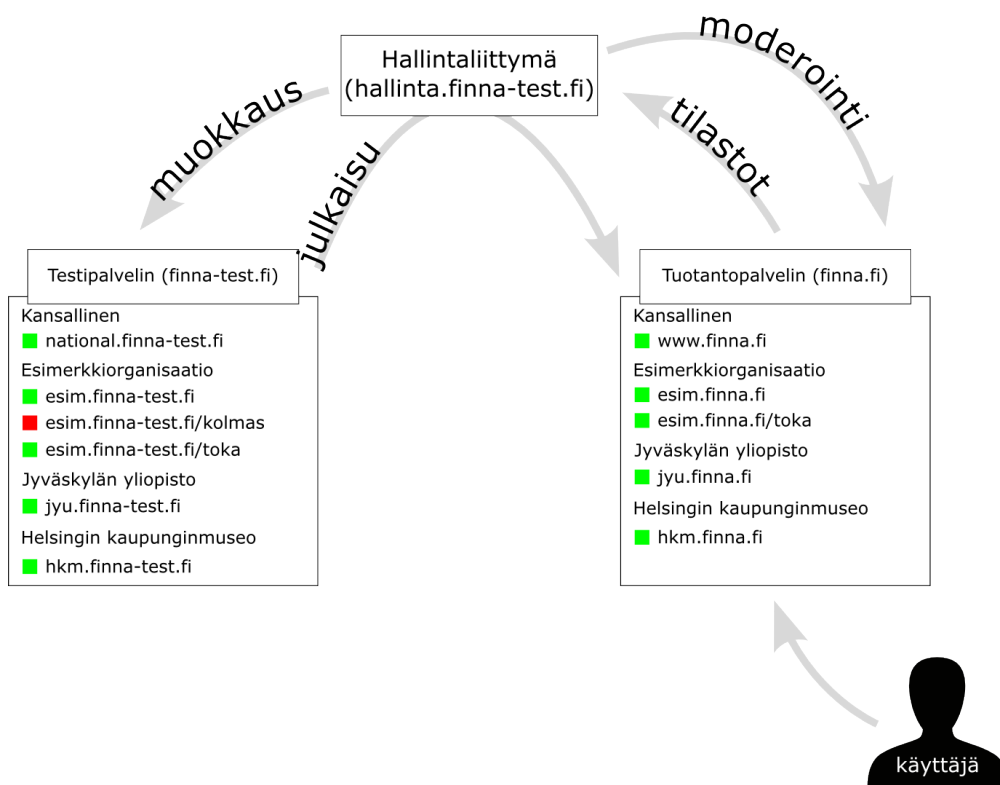 Hallintaliittymä
(hallinta.finna-test.fi)
muokkaus
julkaisu
tilastot
moderointi
Testipalvelin (finna-test.fi)
Kansallinen
national.finna-test.fi
Esimerkkiorganisaatio
esim.finna-test.fi
esim.finna-test.fi/kolmas
esim.finna-test.fi/toka
Jyväskylän yliopisto
jyu.finna-test.fi
Helsingin kaupunginmuseo
hkm.finna-test.fi
Tuotantopalvelin (finna.fi)
Kansallinen
www.finna.fi
Esimerkkiorganisaatio
esim.finna.fi
esim.finna.fi/toka
Jyväskylän yliopisto
jyu.finna.fi
Helsingin kaupunginmuseo
hkm.finna.fi
käyttäjä